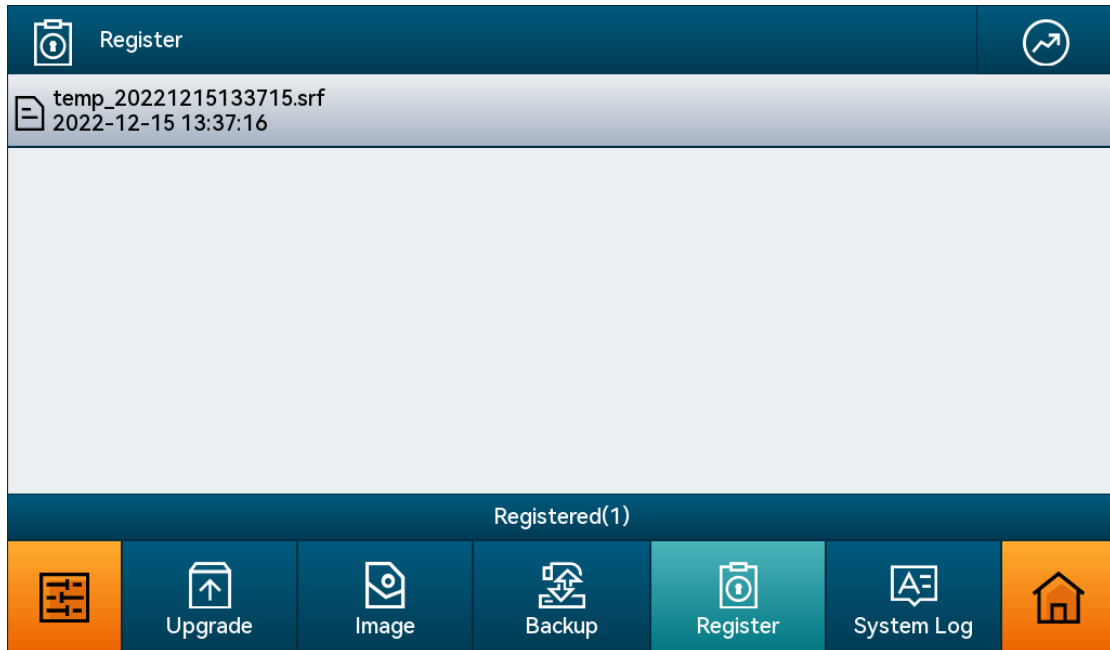 Register
temp_20221215133715.srf
2022-12-15 13:37:16
Registered(1)
Upgrade
Image
Backup
Register
System Log